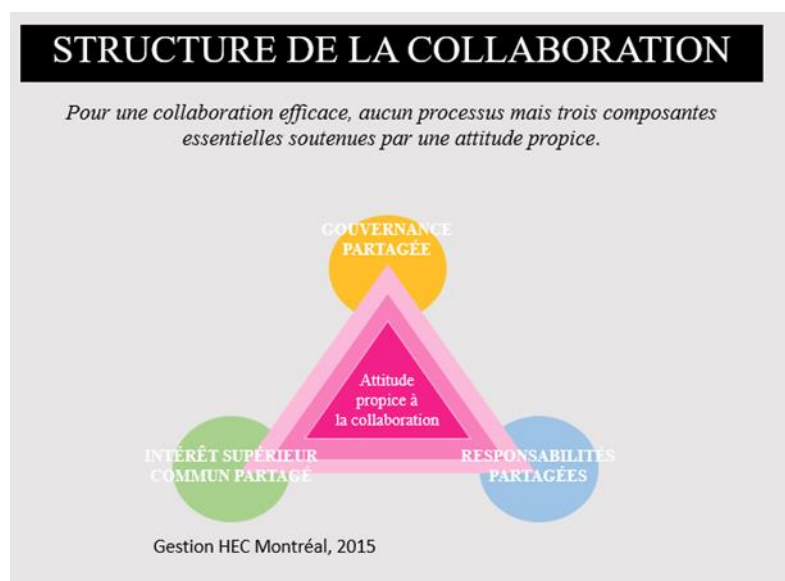 STRUCTURE DE LA COLLABORATION
Pour une collaboration efficace, aucun processus mais trois composantes
essentielles soutenues par une attitude propice.
GOUVERNANCE
PARTAGÉE
Attitude
propice à
la collaboration
INTÉRÊT SUPÉRIEUR
COMMUN PARTAGÉ
RESPONSABILITÉS
PARTAGÉES
Gestion HEC Montréal, 2015